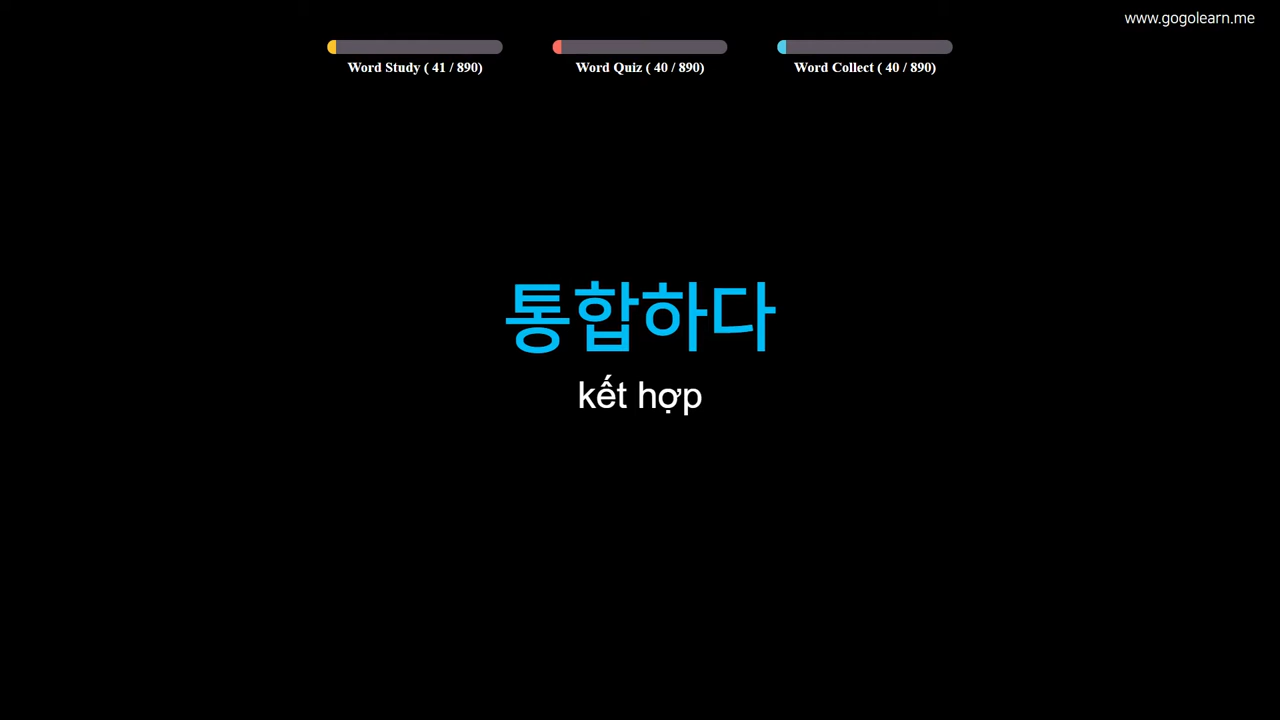 www.gogolearn.me
Word Study ( 41 / 890)
Word Quiz ( 40 / 890)
Word Collect ( 40 / 890)
통합하다
kết hợp